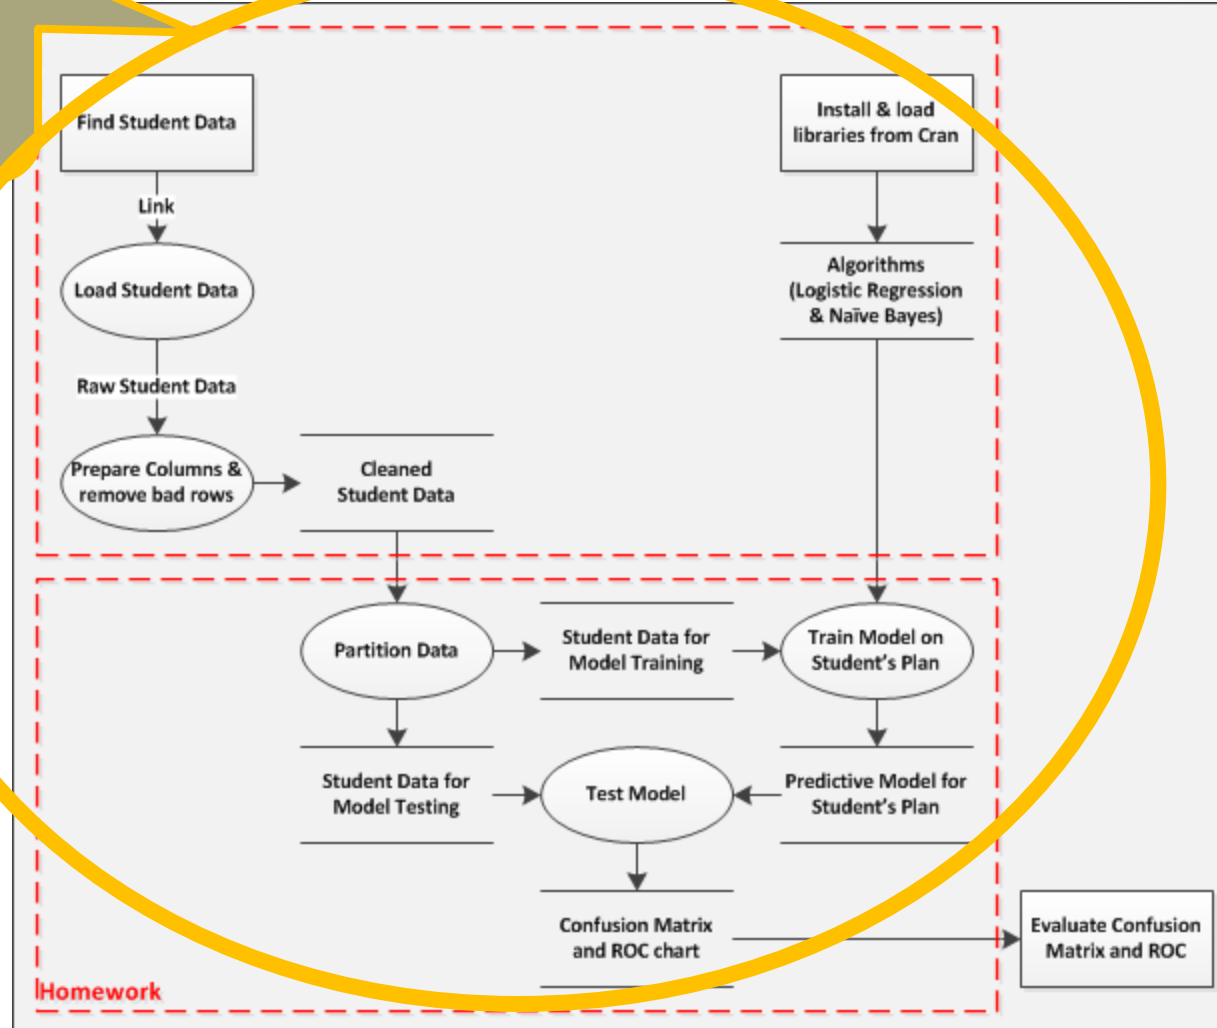 Find Student Data
Install & load
libraries from Cran
Link
Load Student Data
Algorithms
(Logistic Regression
& Naïve Bayes)
Raw Student Data
Prepare Columns &
remove bad rows
Cleaned
Student Data
Partition Data
Student Data for
Model Training
Train Model on
Student's Plan
Student Data for
Model Testing
Test Model
Predictive Model for
Student's Plan
Confusion Matrix
and ROC chart
Evaluate Confusion
Matrix and ROC
Homework